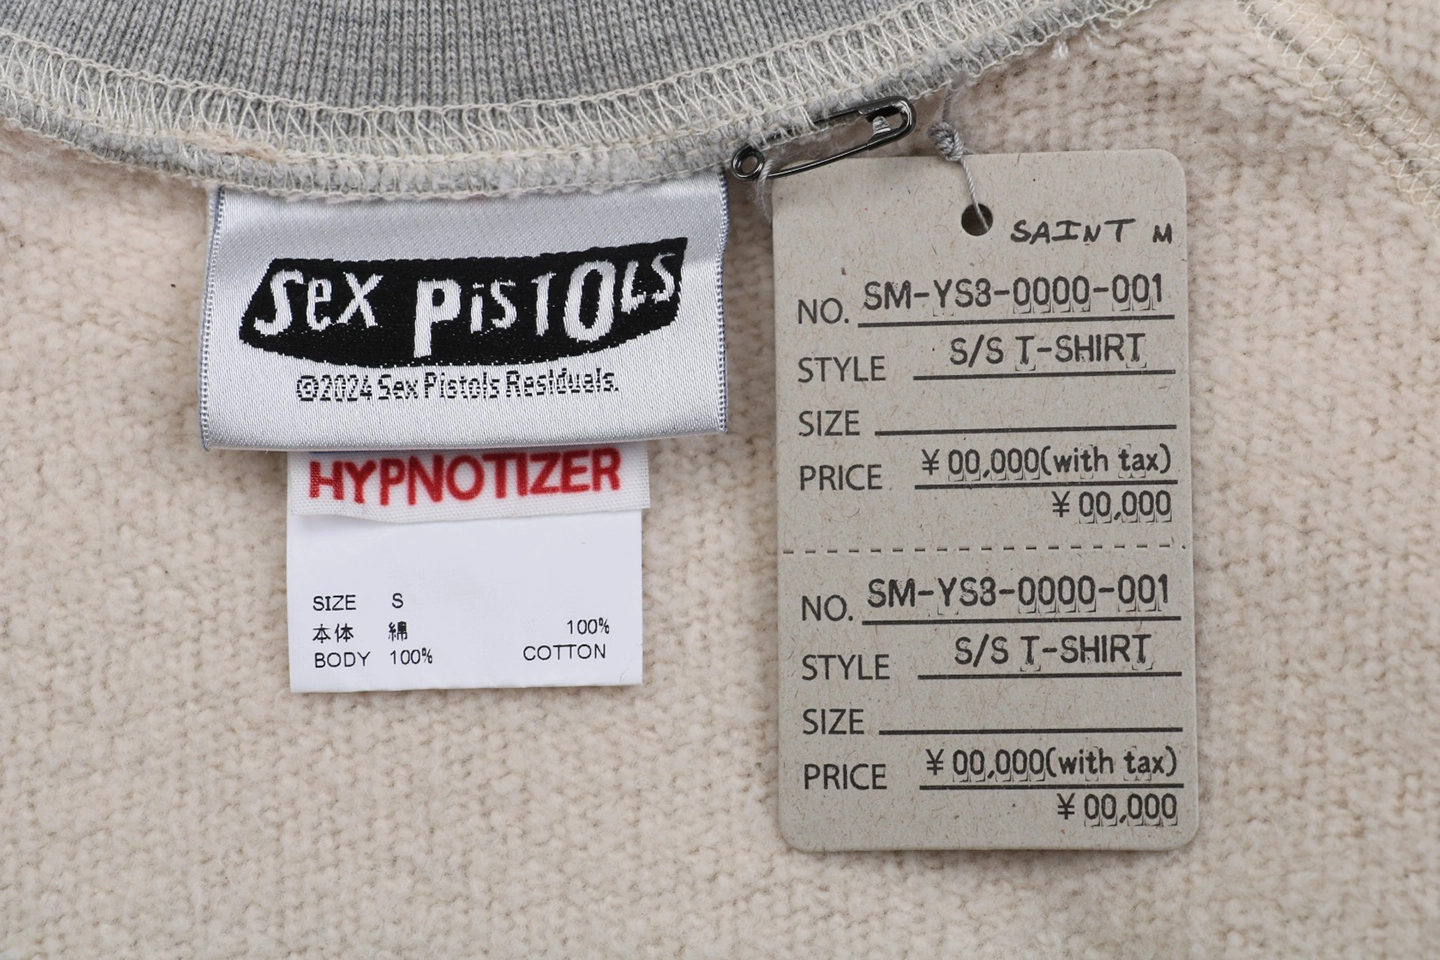 Sex PisTOLS
©2024 Sex Pistols Residuals.
HYPNOTIZER
SIZE S
本体 綿 100%
BODY 100% COTTON
SAINT M
NO. SM-YS3-0000-001
STYLE S/S T-SHIRT
SIZE
PRICE ¥00,000(with tax)
¥00,000
NO. SM-YS3-0000-001
STYLE S/S T-SHIRT
SIZE
PRICE ¥00,000(with tax)
¥00,000